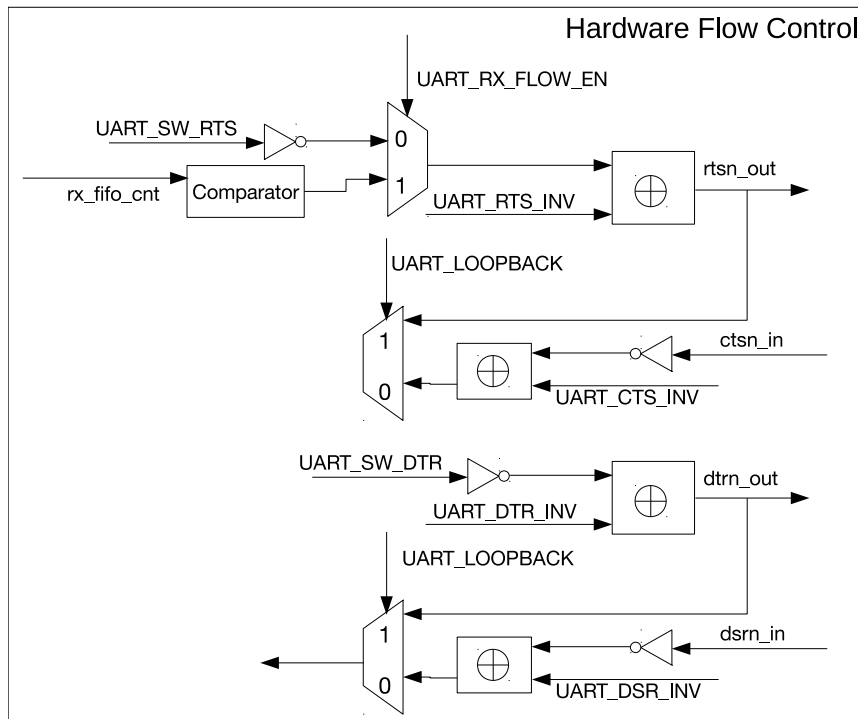 Hardware Flow Control
UART_RX_FLOW_EN
UART_SW_RTS
0
rx_fifo_cnt
Comparator
1
rtsn_out
UART_RTS_INV
UART_LOOPBACK
1
ctsn_in
0
UART_CTS_INV
UART_SW_DTR
dtrn_out
UART_DTR_INV
UART_LOOPBACK
1
dsrn_in
0
UART_DSR_INV